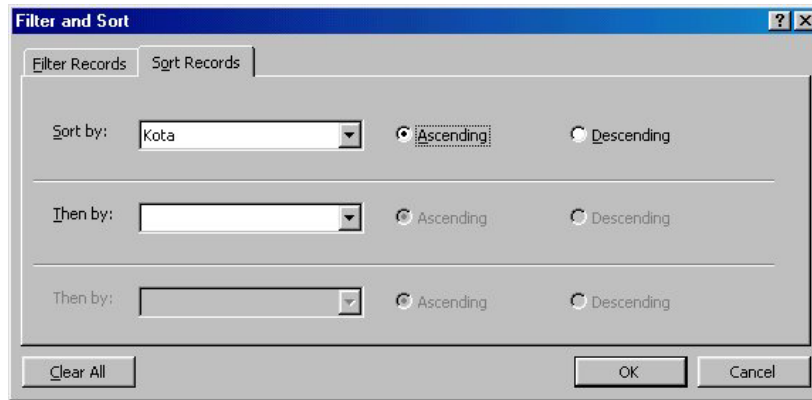 Filter and Sort
Filter Records Sort Records
Sort by: Kota Ascending Descending
Then by: Ascending Descending
Then by: Ascending Descending
Clear All OK Cancel